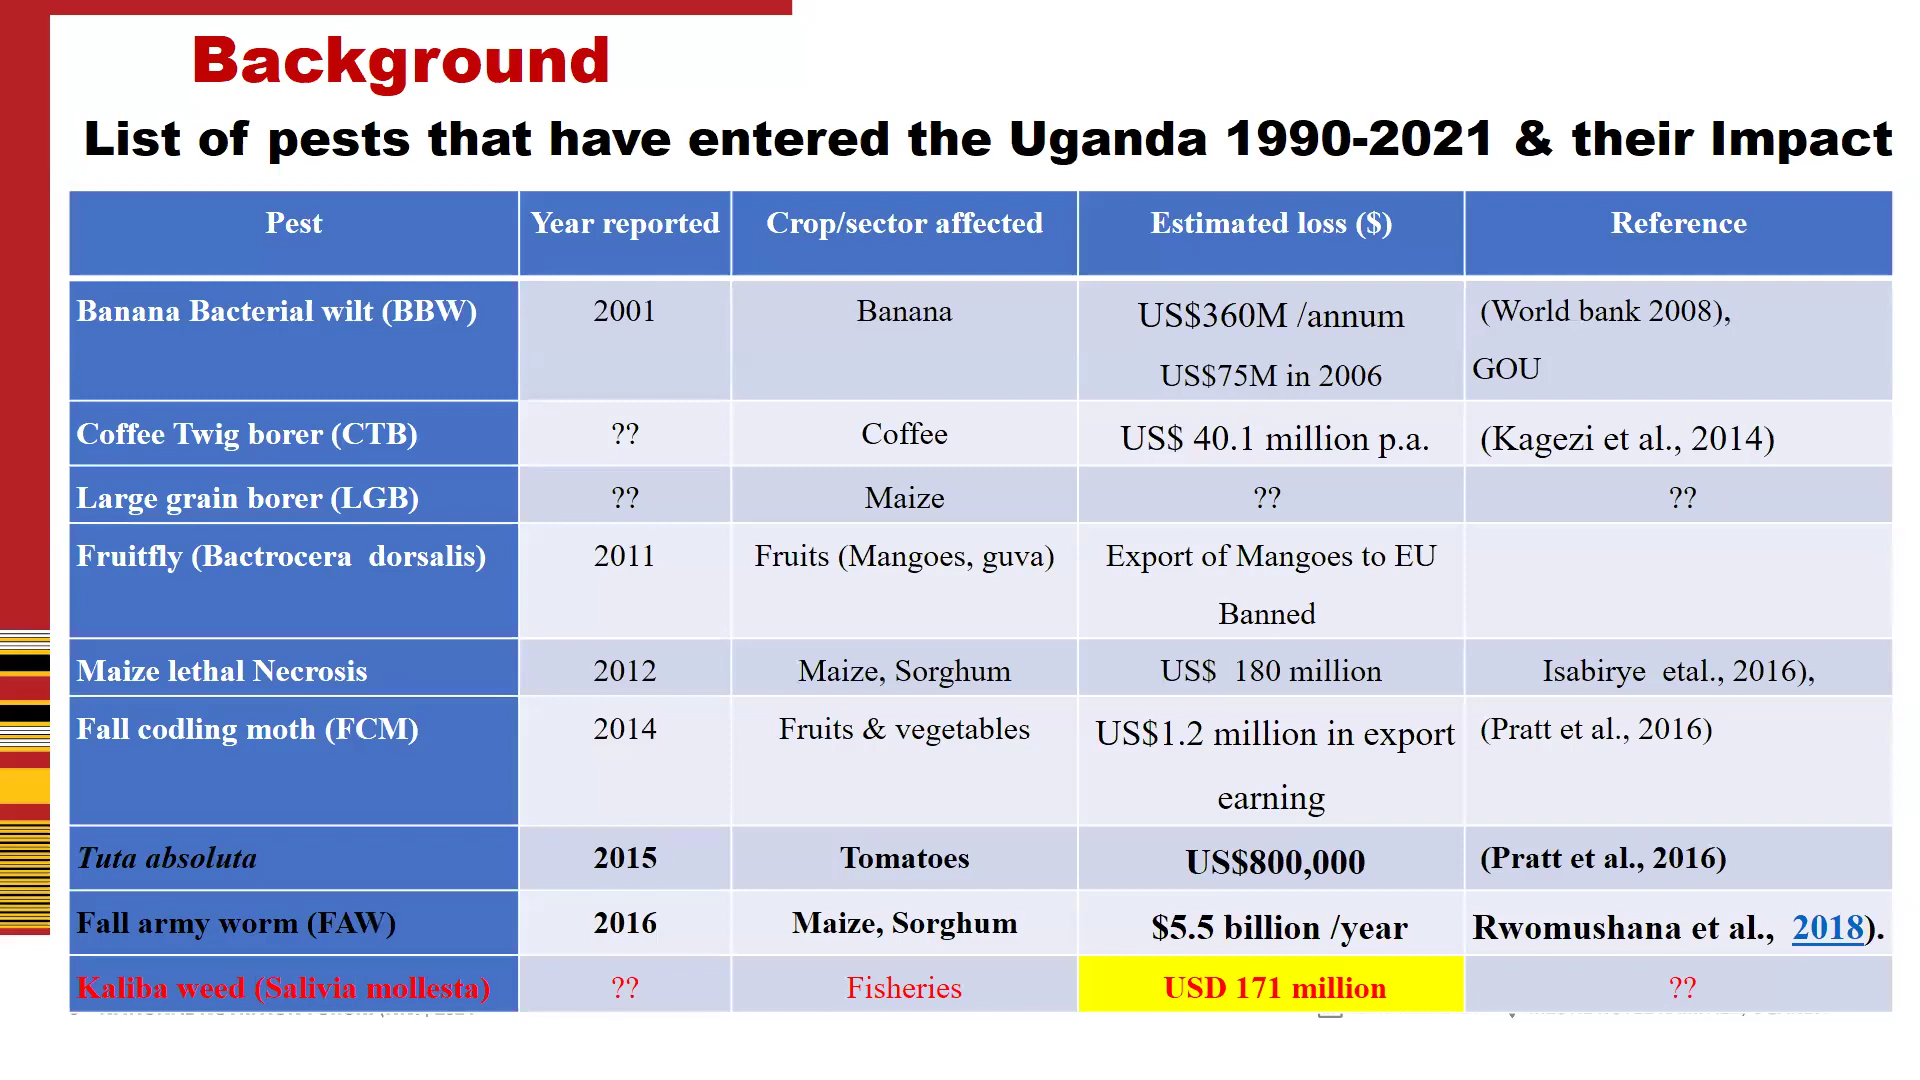 Background
List of pests that have entered the Uganda 1990-2021 & their Impact
Pest Year reported Crop/sector affected Estimated loss ($) Reference
Banana Bacterial wilt (BBW) 2001 Banana US$360M /annum (World bank 2008),
US$75M in 2006 GOU
Coffee Twig borer (CTB) ?? Coffee US$ 40.1 million p.a. (Kagezi et al., 2014)
Large grain borer (LGB) ?? Maize ?? ??
Fruitfly (Bactrocera dorsalis) 2011 Fruits (Mangoes, guva) Export of Mangoes to EU
Banned
Maize lethal Necrosis 2012 Maize, Sorghum US$ 180 million Isabirye etal., 2016),
Fall codling moth (FCM) 2014 Fruits & vegetables US$1.2 million in export (Pratt et al., 2016)
earning
Tuta absoluta 2015 Tomatoes US$800,000 (Pratt et al., 2016)
Fall army worm (FAW) 2016 Maize, Sorghum $5.5 billion /year Rwomushana et al., 2018).
Kaliba weed (Salivia mollesta) ?? Fisheries USD 171 million ??